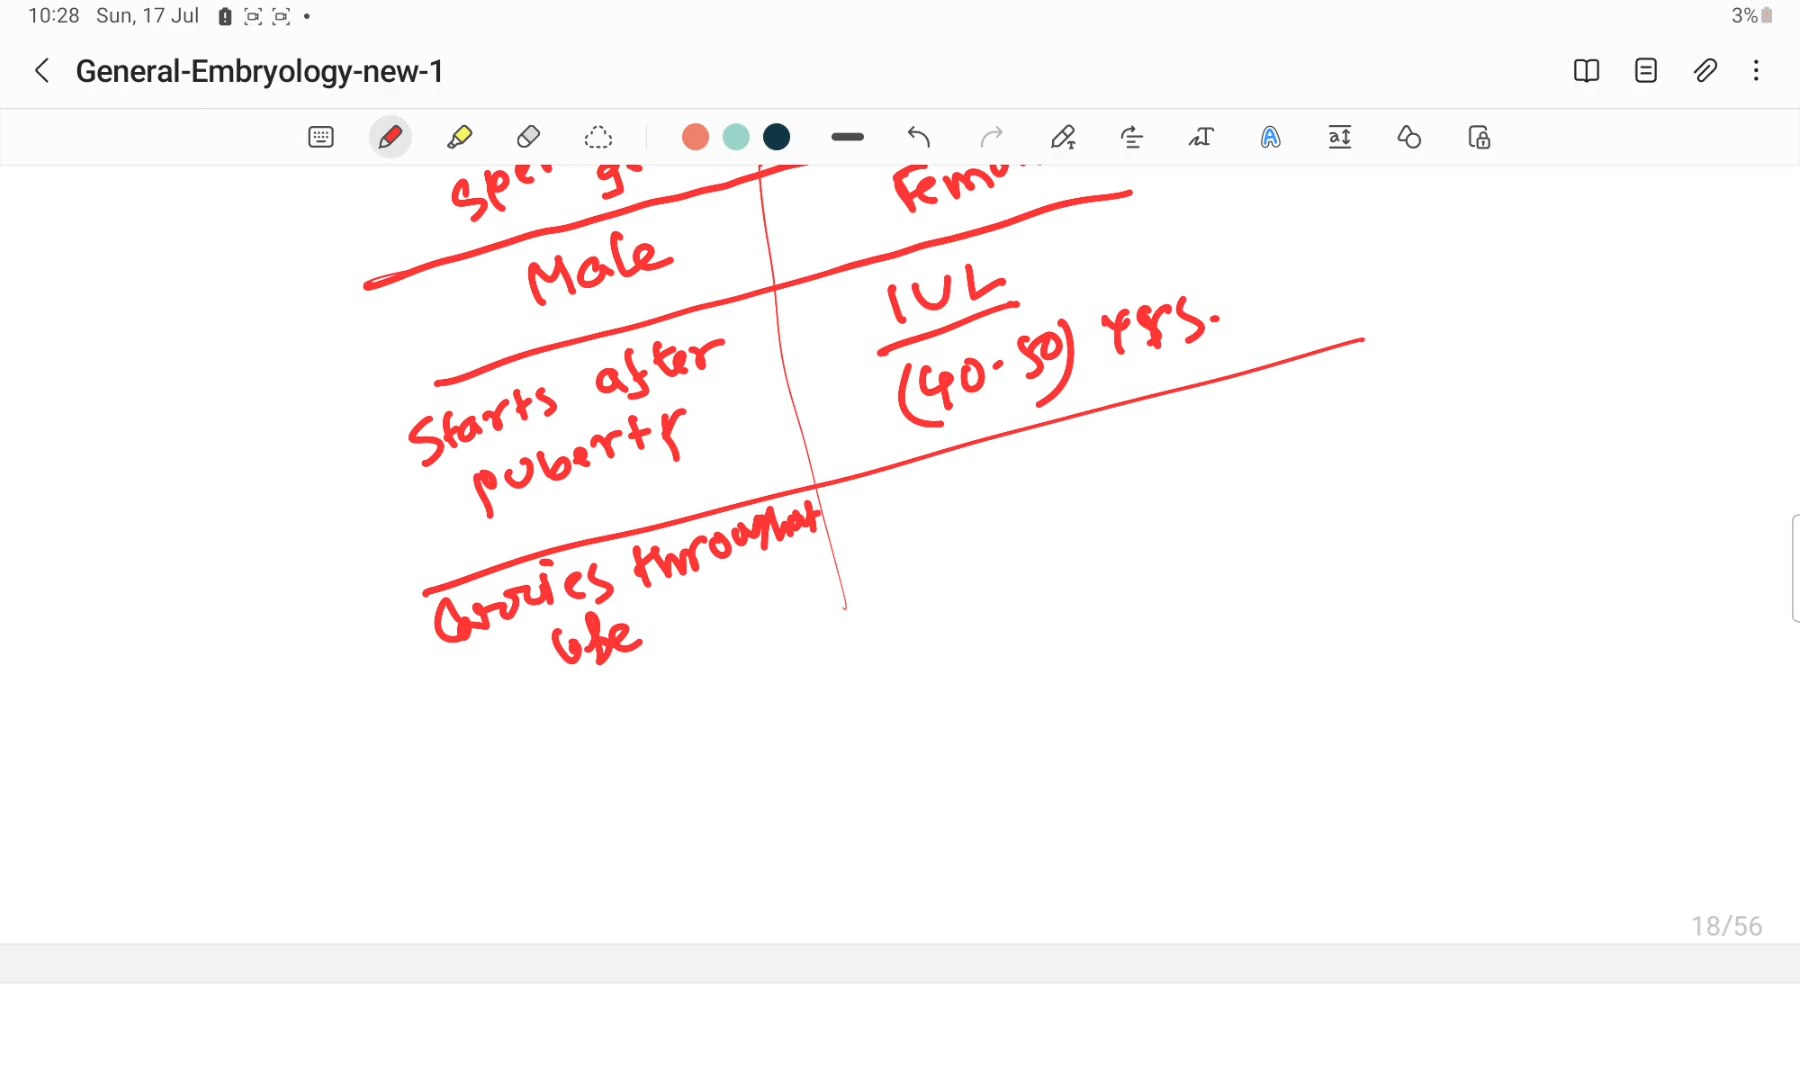 10:28 Sun, 17 Jul
3%
General-Embryology-new-1
Male
IUL
(40-50) yrs.
Starts after
puberty
throughout
life
18/56